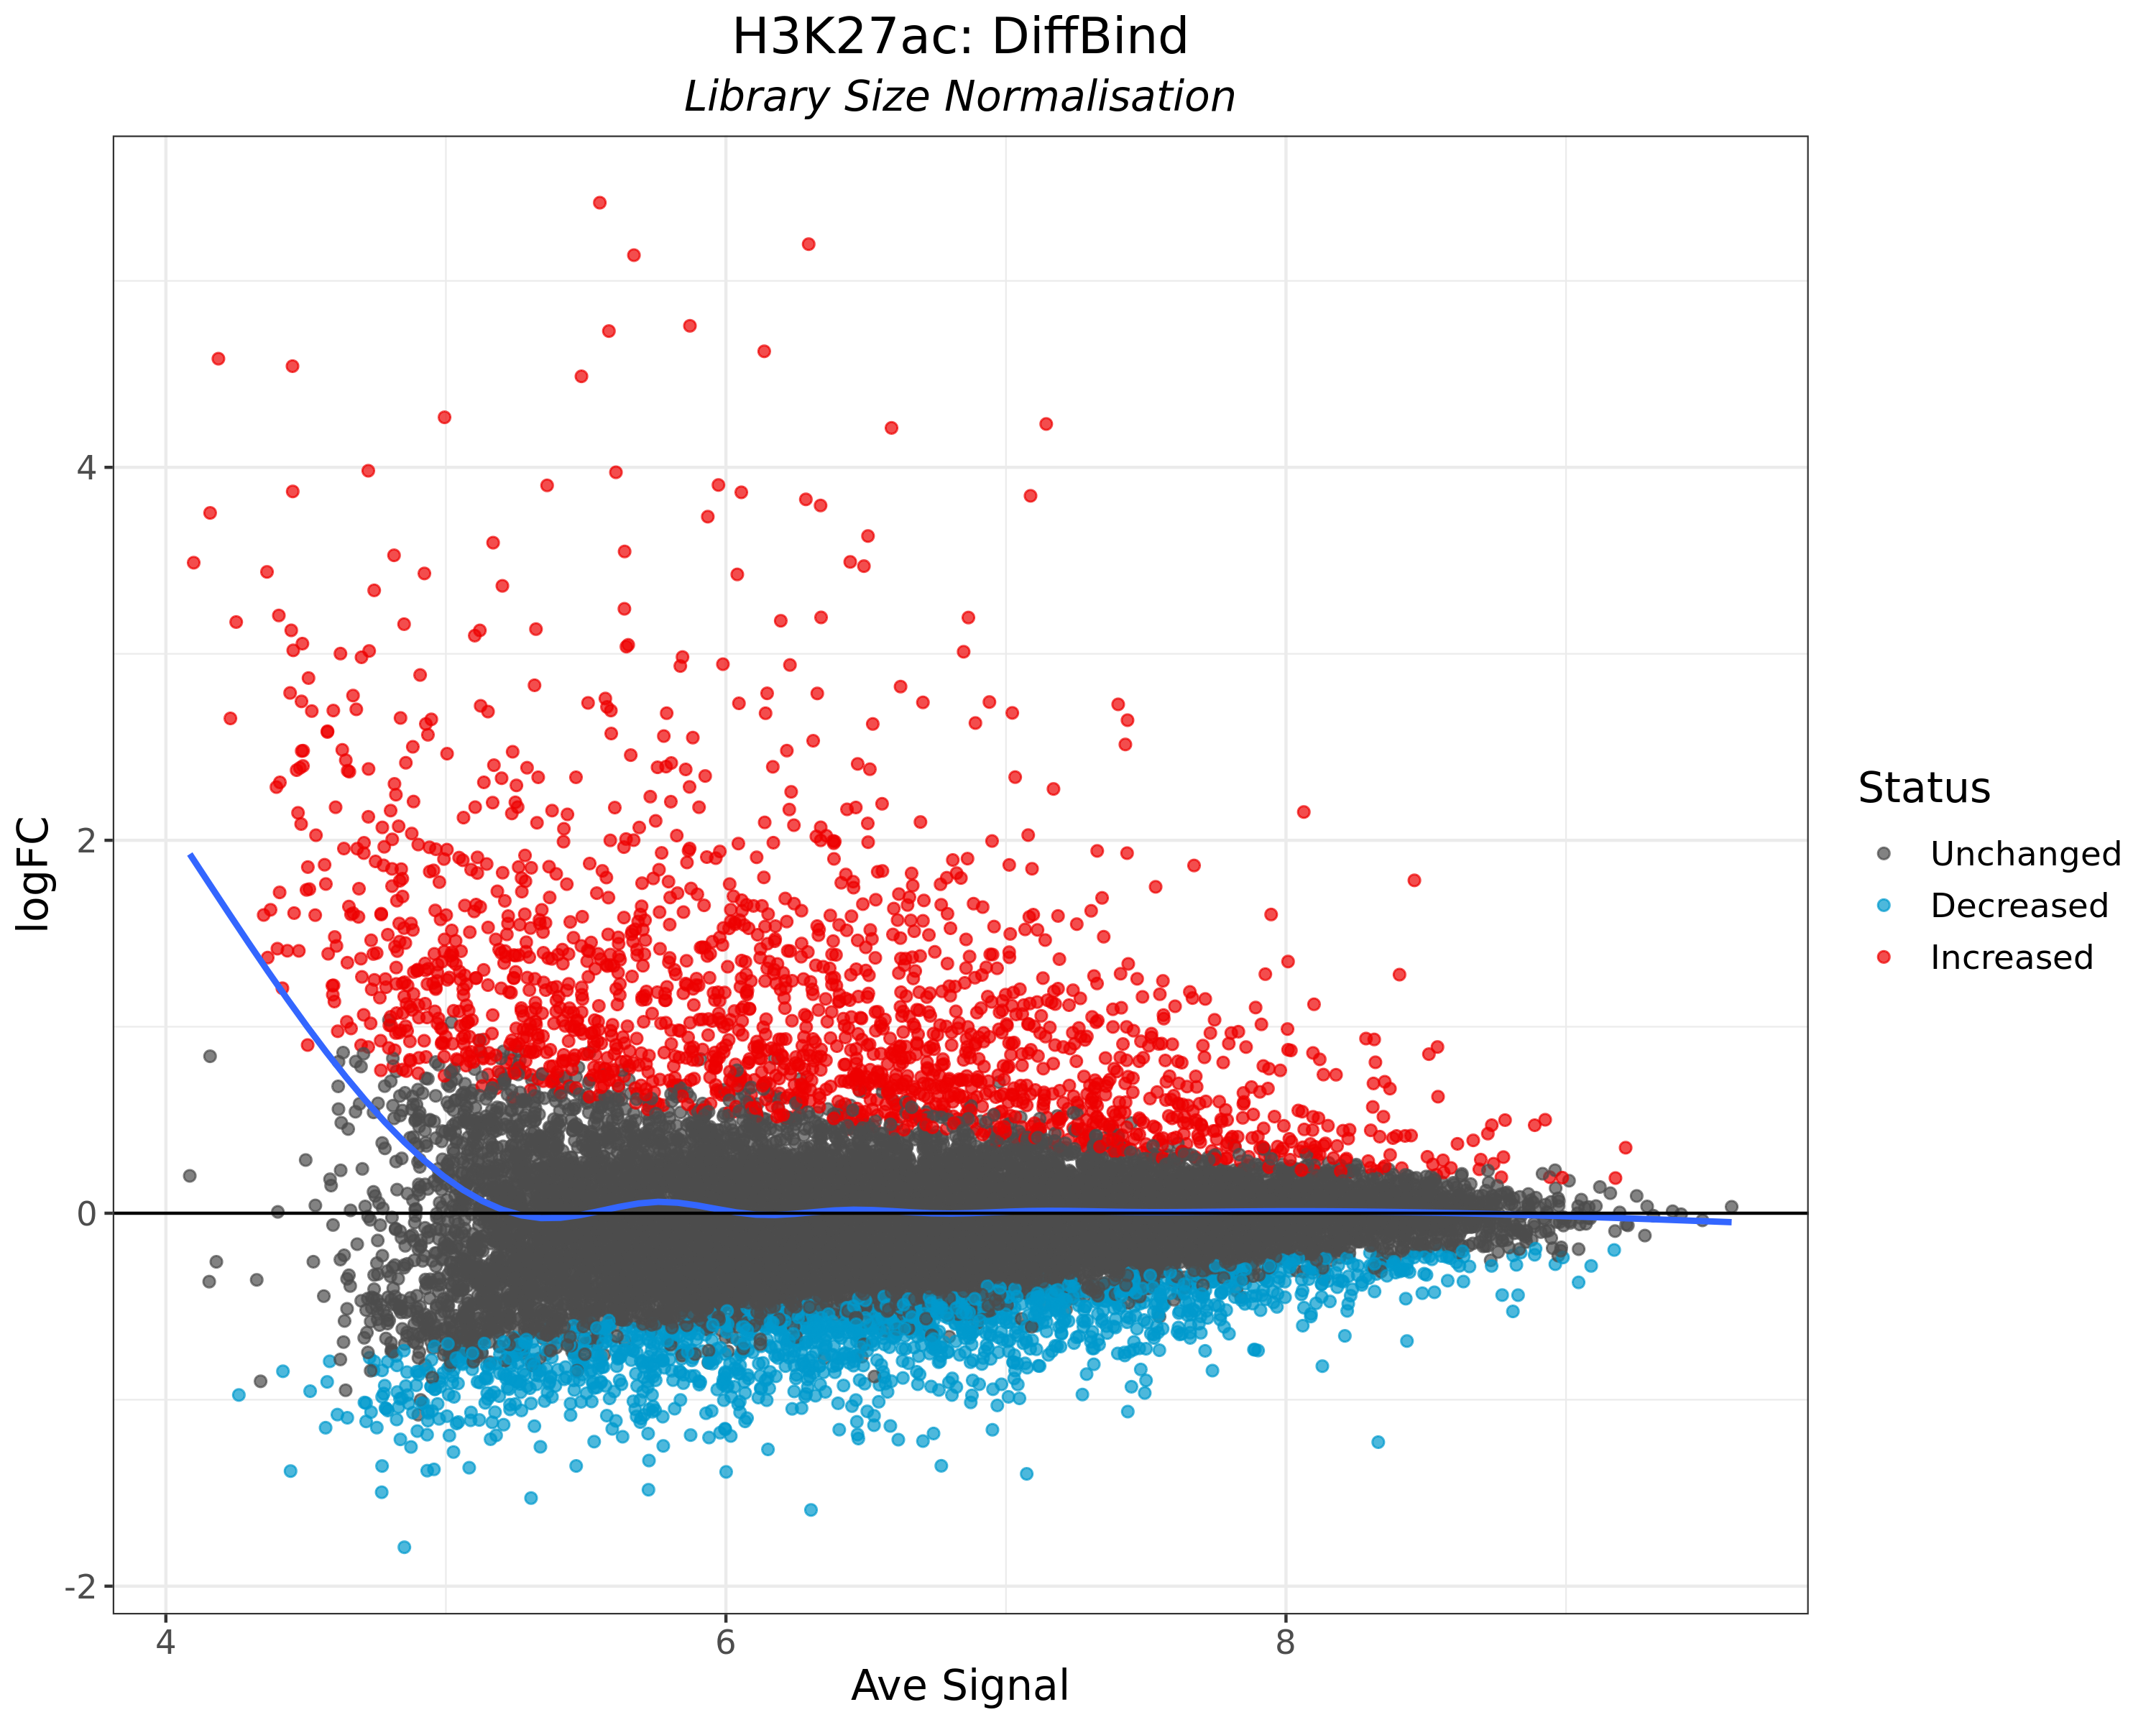 H3K27ac: DiffBind
Library Size Normalisation
logFC
4
2
0
-2
4
6
8
Ave Signal
Status
Unchanged
Decreased
Increased